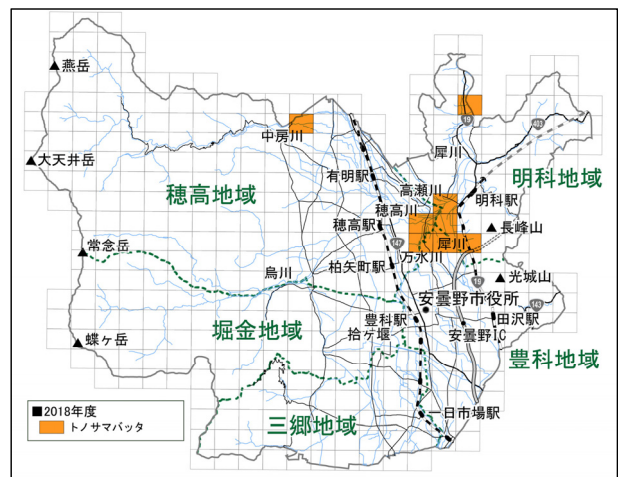 ▲燕岳
19
403
中房川
犀川
▲大天井岳
有明駅
明科地域
高瀬川
穂高地域
明科駅
穂高川
穂高駅
▲長峰山
147
犀川
▲常念岳
万水川
柏矢町駅
烏川
19
▲光城山
安曇野市役所
143
堀金地域
豊科駅
田沢駅
▲蝶ヶ岳
拾ヶ堰
安曇野IC
豊科地域
三郷地域
一日市場駅
■2018年度
トノサマバッタ